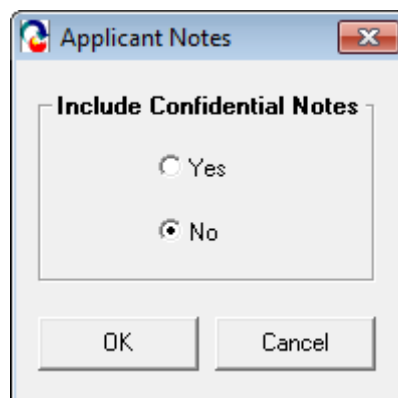 Applicant Notes
Include Confidential Notes
Yes
No
OK
Cancel